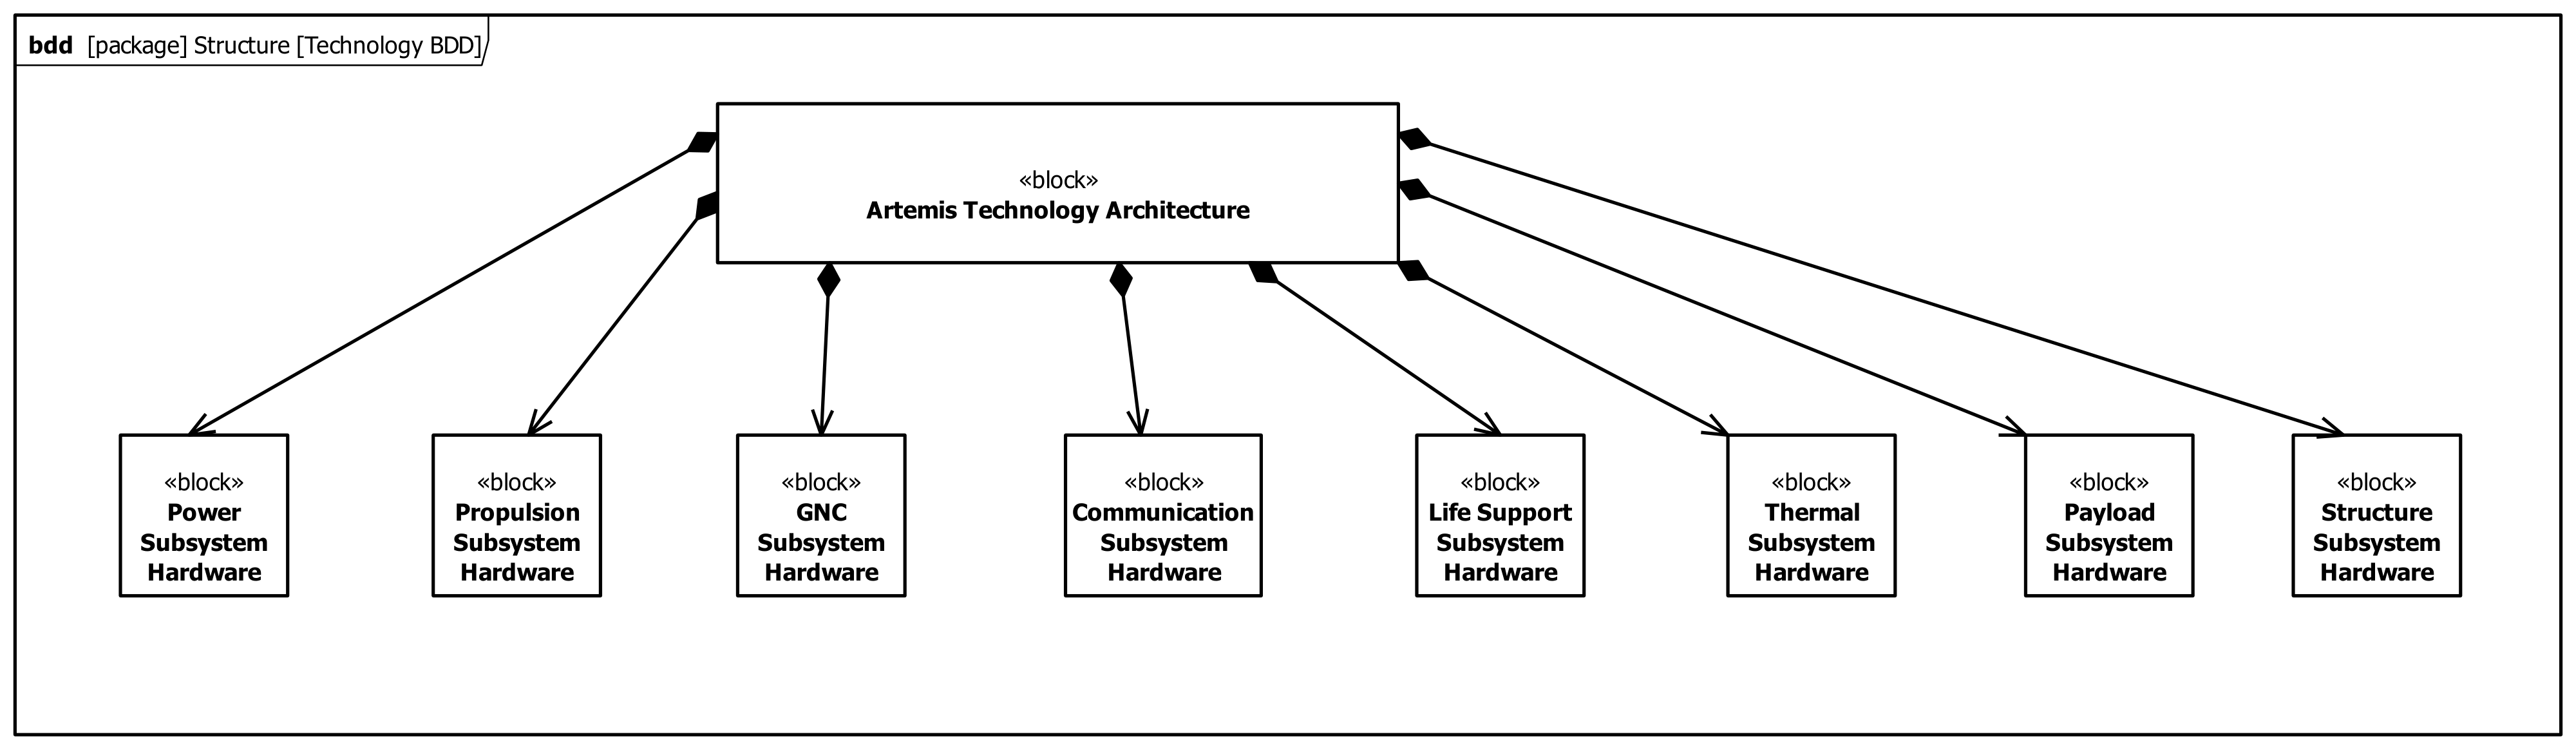 bdd [package] Structure [Technology BDD]
«block»
Artemis Technology Architecture
«block»
Power
Subsystem
Hardware
«block»
Propulsion
Subsystem
Hardware
«block»
GNC
Subsystem
Hardware
«block»
Communication
Subsystem
Hardware
«block»
Life Support
Subsystem
Hardware
«block»
Thermal
Subsystem
Hardware
«block»
Payload
Subsystem
Hardware
«block»
Structure
Subsystem
Hardware